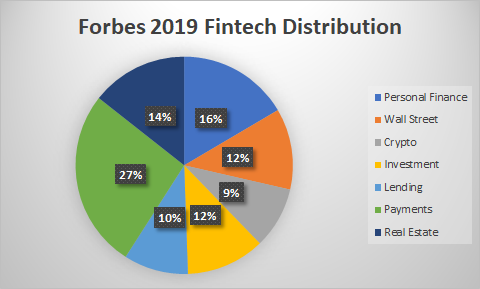 Forbes 2019 Fintech Distribution
14%
16%
12%
9%
12%
10%
27%
Personal Finance
Wall Street
Crypto
Investment
Lending
Payments
Real Estate